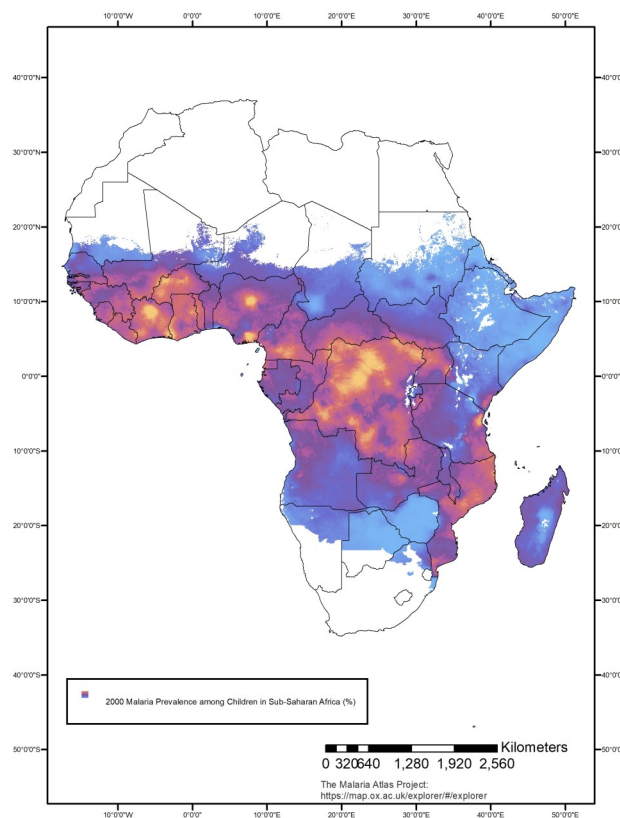 10°0'0"W 0°0'0" 10°0'0"E 20°0'0"E 30°0'0"E 40°0'0"E 50°0'0"E
40°0'0"N 40°0'0
30°0'0"N 30°0'0
20°0'0"N 20°0'0
10°0'0"N 10°0'0
0°0'0" 0°0'0"
10°0'0"S 10°0'0
20°0'0"S 20°0'0
30°0'0"S 30°0'0
40°0'0"S 40°0'0
50°0'0"S 50°0'0
2000 Malaria Prevalence among Children in Sub-Saharan Africa (%)
Kilometers
0 320640 1,280 1,920 2,560
The Malaria Atlas Project:
https://map.ox.ac.uk/explorer/#/explorer
10°0'0"W 0°0'0" 10°0'0"E 20°0'0"E 30°0'0"E 40°0'0"E 50°0'0"E